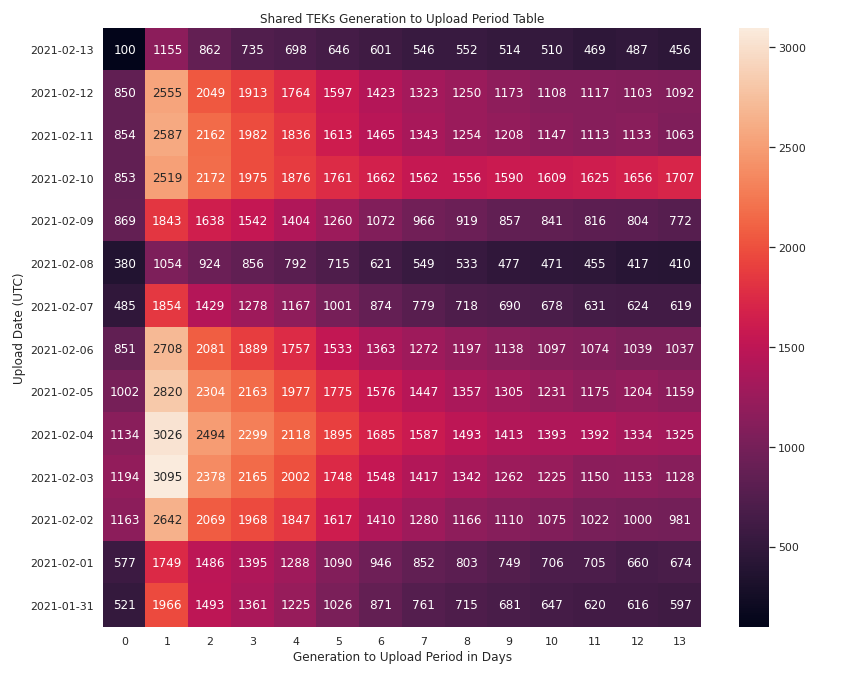 Shared TEKs Generation to Upload Period Table
Upload Date (UTC)
2021-02-13 100 1155 862 735 698 646 601 546 552 514 510 469 487 456
2021-02-12 850 2555 2049 1913 1764 1597 1423 1323 1250 1173 1108 1117 1103 1092
2021-02-11 854 2587 2162 1982 1836 1613 1465 1343 1254 1208 1147 1113 1133 1063
2021-02-10 853 2519 2172 1975 1876 1761 1662 1562 1556 1590 1609 1625 1656 1707
2021-02-09 869 1843 1638 1542 1404 1260 1072 966 919 857 841 816 804 772
2021-02-08 380 1054 924 856 792 715 621 549 533 477 471 455 417 410
2021-02-07 485 1854 1429 1278 1167 1001 874 779 718 690 678 631 624 619
2021-02-06 851 2708 2081 1889 1757 1533 1363 1272 1197 1138 1097 1074 1039 1037
2021-02-05 1002 2820 2304 2163 1977 1775 1576 1447 1357 1305 1231 1175 1204 1159
2021-02-04 1134 3026 2494 2299 2118 1895 1685 1587 1493 1413 1393 1392 1334 1325
2021-02-03 1194 3095 2378 2165 2002 1748 1548 1417 1342 1262 1225 1150 1153 1128
2021-02-02 1163 2642 2069 1968 1847 1617 1410 1280 1166 1110 1075 1022 1000 981
2021-02-01 577 1749 1486 1395 1288 1090 946 852 803 749 706 705 660 674
2021-01-31 521 1966 1493 1361 1225 1026 871 761 715 681 647 620 616 597
0 1 2 3 4 5 6 7 8 9 10 11 12 13
Generation to Upload Period in Days
3000
2500
2000
1500
1000
500